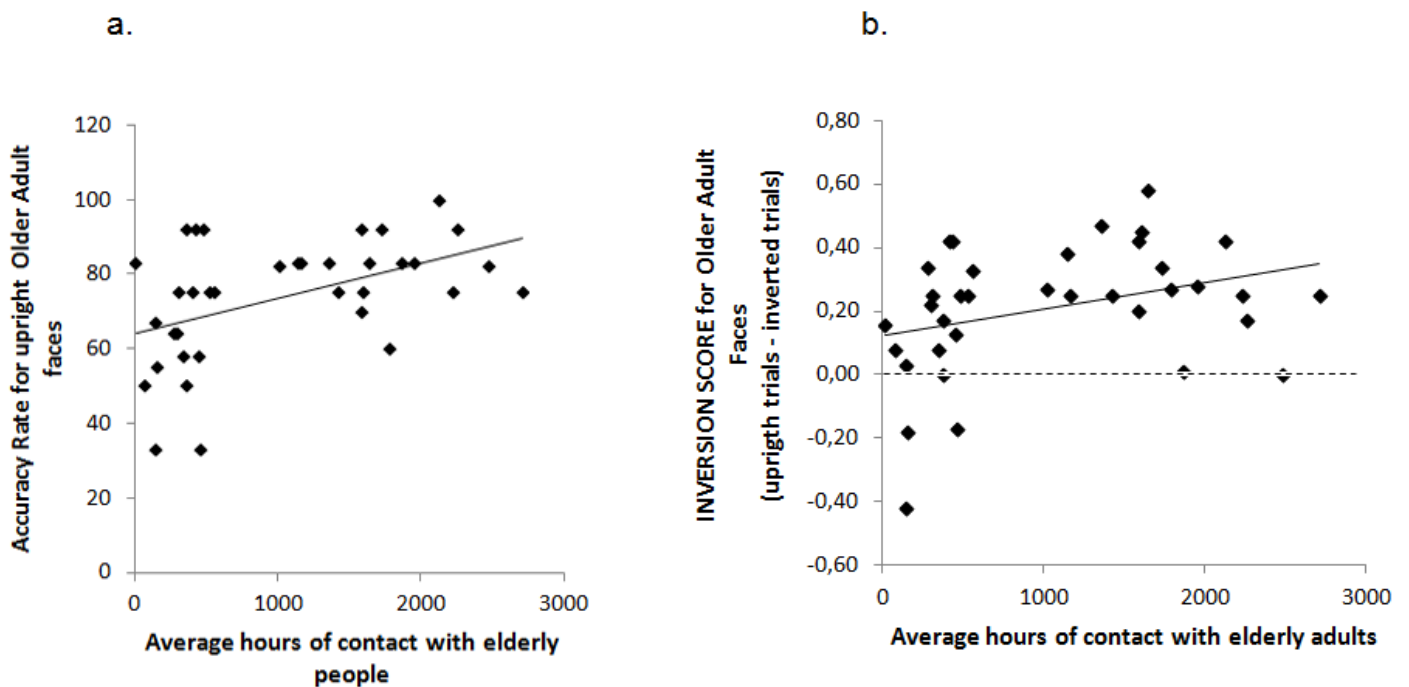 a.
Accuracy Rate for upright Older Adult
faces
120
100
80
60
40
20
0
0 1000 2000 3000
Average hours of contact with elderly
people
b.
INVERSION SCORE for Older Adult
Faces
(uprigth trials - inverted trials)
0,80
0,60
0,40
0,20
0,00
-0,20
-0,40
-0,60
0 1000 2000 3000
Average hours of contact with elderly adults